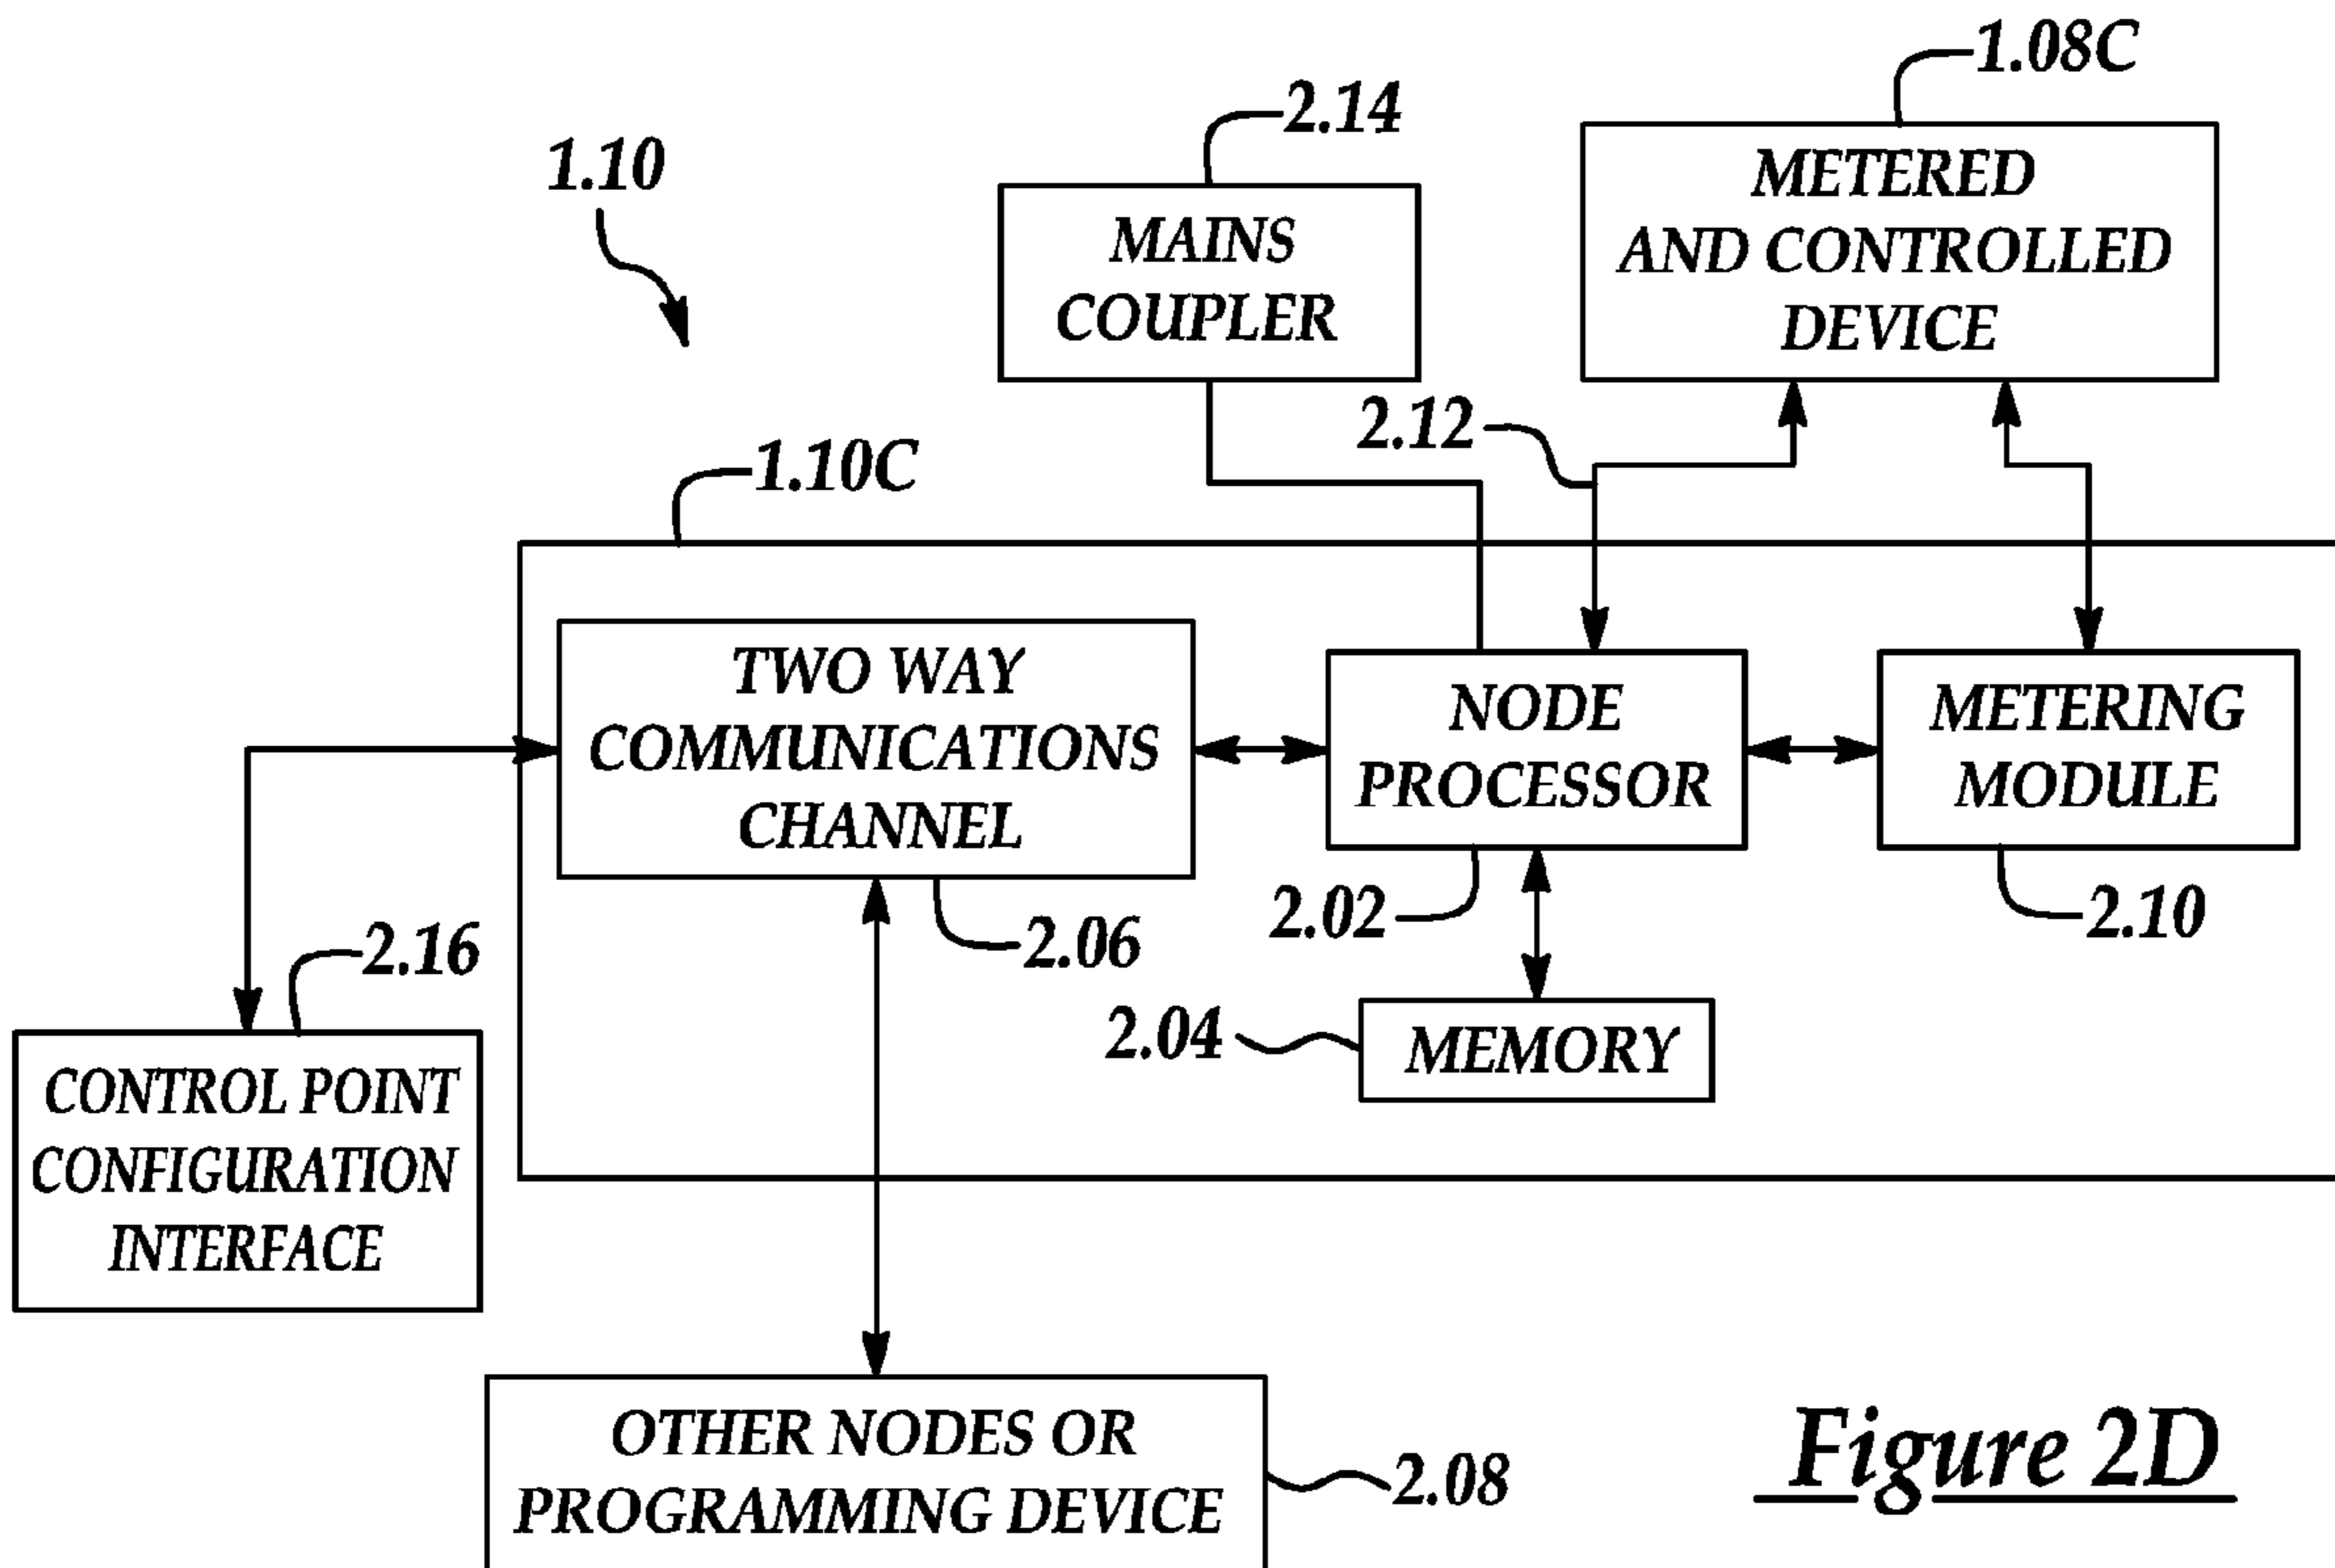 1.08C
2.14
1.10
METERED
AND CONTROLLED
DEVICE
MAINS
COUPLER
2.12
1.10C
TWO WAY
COMMUNICATIONS
CHANNEL
NODE
PROCESSOR
METERING
MODULE
2.02
2.10
2.06
2.16
2.04
MEMORY
CONTROL POINT
CONFIGURATION
INTERFACE
OTHER NODES OR
PROGRAMMING DEVICE
2.08
Figure 2D